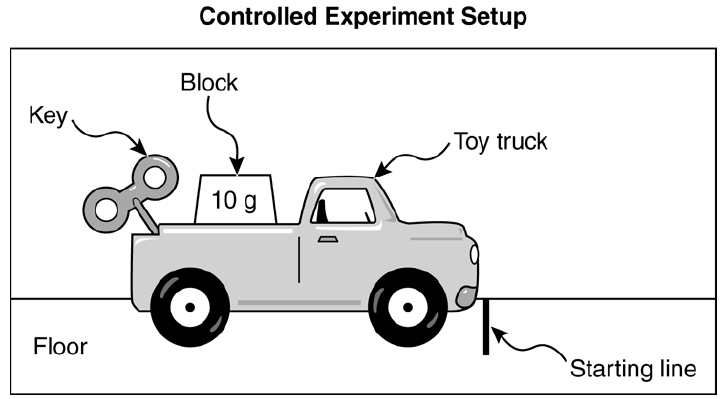 Controlled Experiment Setup
Block
Key
Toy truck
10 g
Floor
Starting line